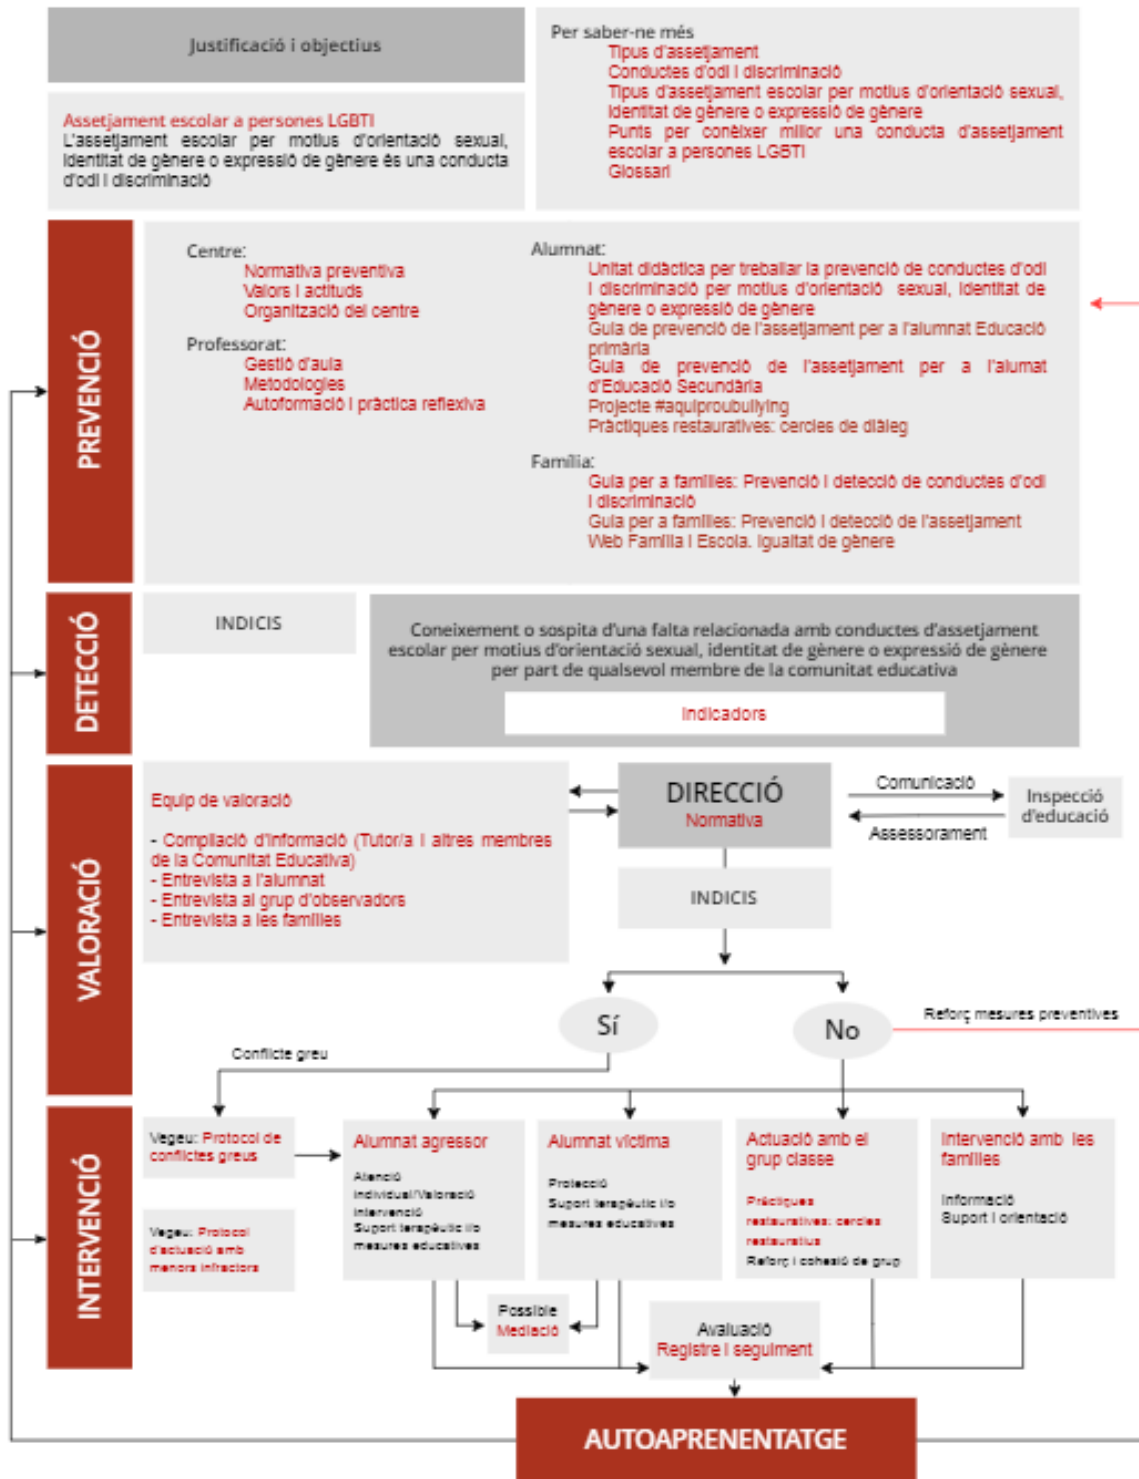 Justificació i objectius
Assetjament escolar a persones LGBTI
L'assetjament escolar per motius d'orientació sexual,
identitat de gènere o expressió de gènere és una conducta
d'odi i discriminació
Per saber-ne més
Tipus d'assetjament
Conductes d'odi i discriminació
Tipus d'assetjament escolar per motius d'orientació sexual,
identitat de gènere o expressió de gènere
Punts per conèixer millor una conducta d'assetjament
escolar a persones LGBTI
Glossari
PREVENCIÓ
Centre:
Normativa preventiva
Valors i actituds
Organització del centre
Professorat:
Gestió d'aula
Metodologies
Autoformació i pràctica reflexiva
Alumnat:
Unitat didàctica per treballar la prevenció de conductes d'odi
i discriminació per motius d'orientació sexual, identitat de
gènere o expressió de gènere
Guia de prevenció de l'assetjament per a l'alumnat Educació
primària
Guia de prevenció de l'assetjament per a l'alumat
d'Educació Secundària
Projecte #aquiproubullying
Pràctiques restauratives: cercles de diàleg
Família:
Guia per a famílies: Prevenció i detecció de conductes d'odi
i discriminació
Guia per a famílies: Prevenció i detecció de l'assetjament
Web Família i Escola. Igualtat de gènere
DETECCIÓ
INDICIS
Coneixement o sospita d'una falta relacionada amb conductes d'assetjament
escolar per motius d'orientació sexual, identitat de gènere o expressió de gènere
per part de qualsevol membre de la comunitat educativa
Indicadors
VALORACIÓ
Equip de valoració
- Compilació d'informació (Tutor/a i altres membres
de la Comunitat Educativa)
- Entrevista a l'alumnat
- Entrevista al grup d'observadors
- Entrevista a les famílies
DIRECCIÓ
Normativa
Comunicació
Assessorament
Inspecció
d'educació
INDICIS
Sí
No
Reforç mesures preventives
Conflicte greu
INTERVENCIÓ
Vegeu: Protocol de
conflictes greus
Vegeu: Protocol
d'actuació amb
menors infractors
Alumnat agressor
Atenció
individual/Valoració
intervenció
Suport terapèutic i/o
mesures educatives
Alumnat víctima
Protecció
Suport terapèutic i/o
mesures educatives
Actuació amb el
grup classe
Pràctiques
restauratives: cercles
restauratius
Reforç i cohesió de grup
Intervenció amb les
famílies
Informació
Suport i orientació
Possible
Mediació
Avaluació
Registre i seguiment
AUTOAPRENENTATGE